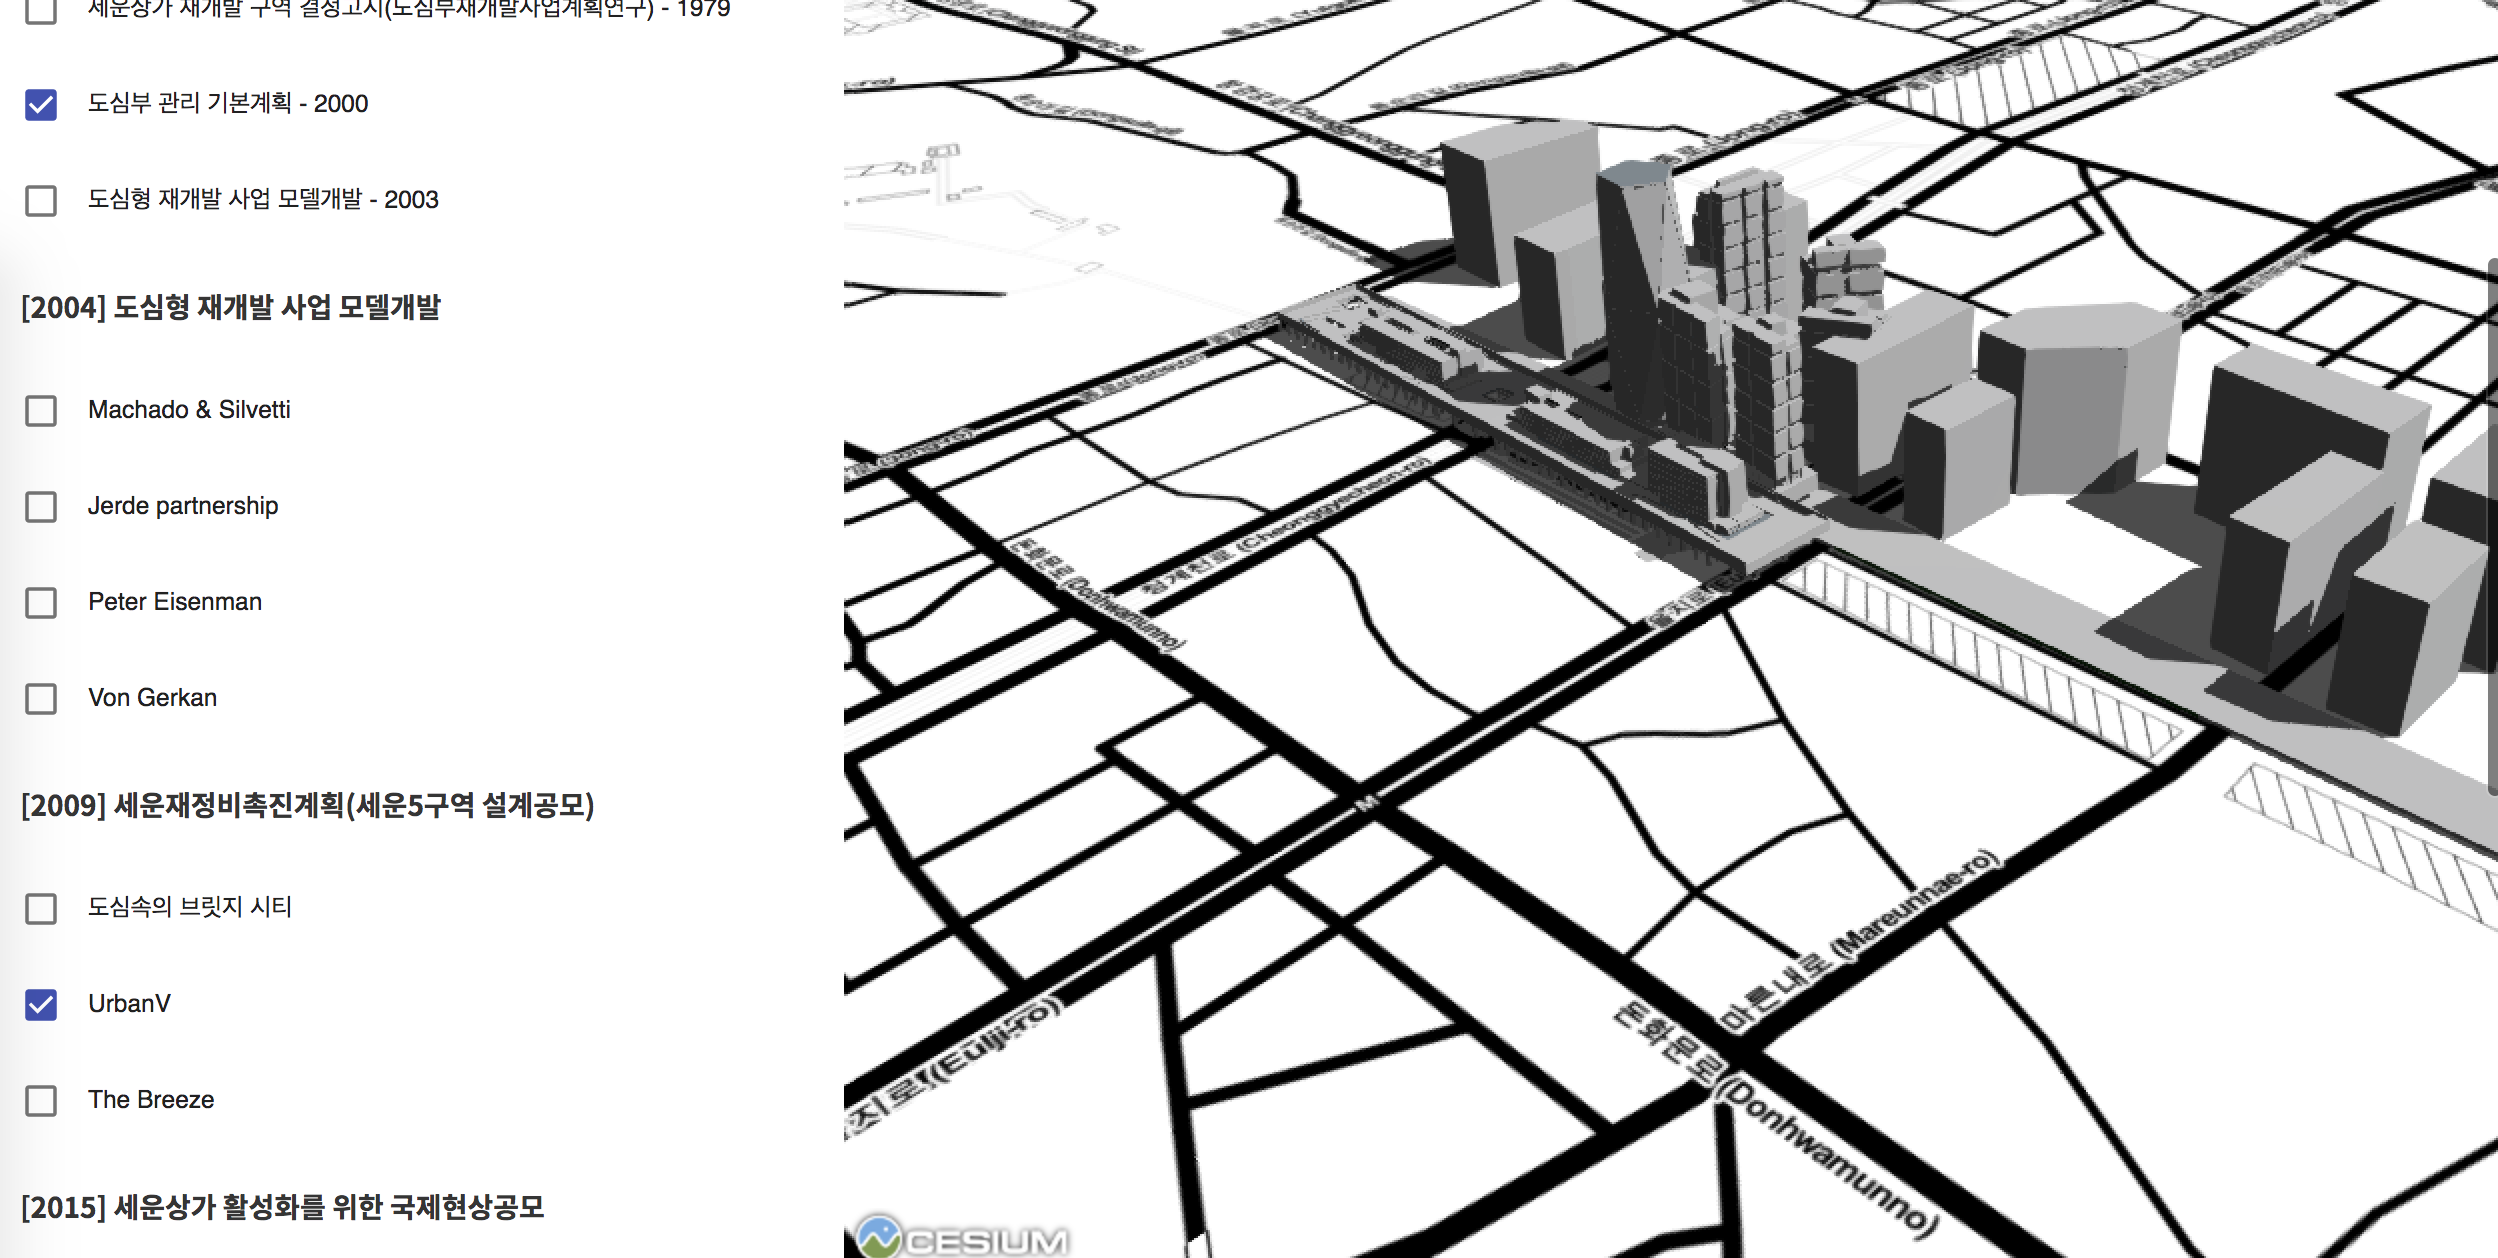 세운상가 재개발 구역 결정고시(도심부재개발사업계획연구) - 1979
도심부 관리 기본계획 - 2000
도심형 재개발 사업 모델개발 - 2003
[2004] 도심형 재개발 사업 모델개발
Machado & Silvetti
Jerde partnership
Peter Eisenman
Von Gerkan
[2009] 세운재정비촉진계획(세운5구역 설계공모)
도심속의 브릿지 시티
UrbanV
The Breeze
[2015] 세운상가 활성화를 위한 국제현상공모
청계천로 (Cheonggyecheon-ro)
돈화문로 (Donhwamunno)
마른내로 (Mareunnae-ro)
지로 (Eulji-ro)
돈화문로 (Donhwamunno)
CESIUM